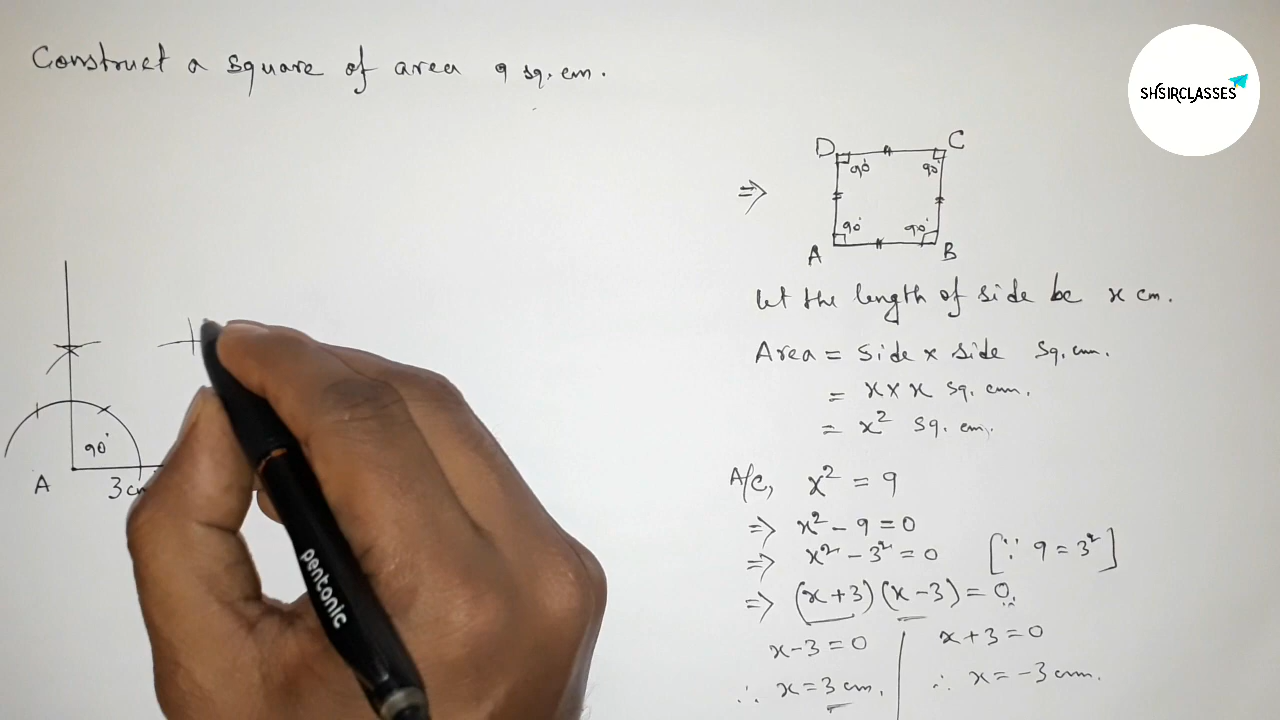 Construct a square of area 9 sq. cm.
SHSIRCLASSES
D C
90° 90°
⇒
90° 90°
A B
let the length of side be x cm.
Area = side x side sq. cm.
= x × x sq. cm.
= x² sq. cm.
A/C, x² = 9
⇒ x² - 9 = 0
⇒ x² - 3² = 0 [∵ 9 = 3²]
⇒ (x + 3) (x - 3) = 0.
x - 3 = 0 x + 3 = 0
∴ x = 3 cm. ∴ x = -3 cm.
90°
A 3 cm
pentonic